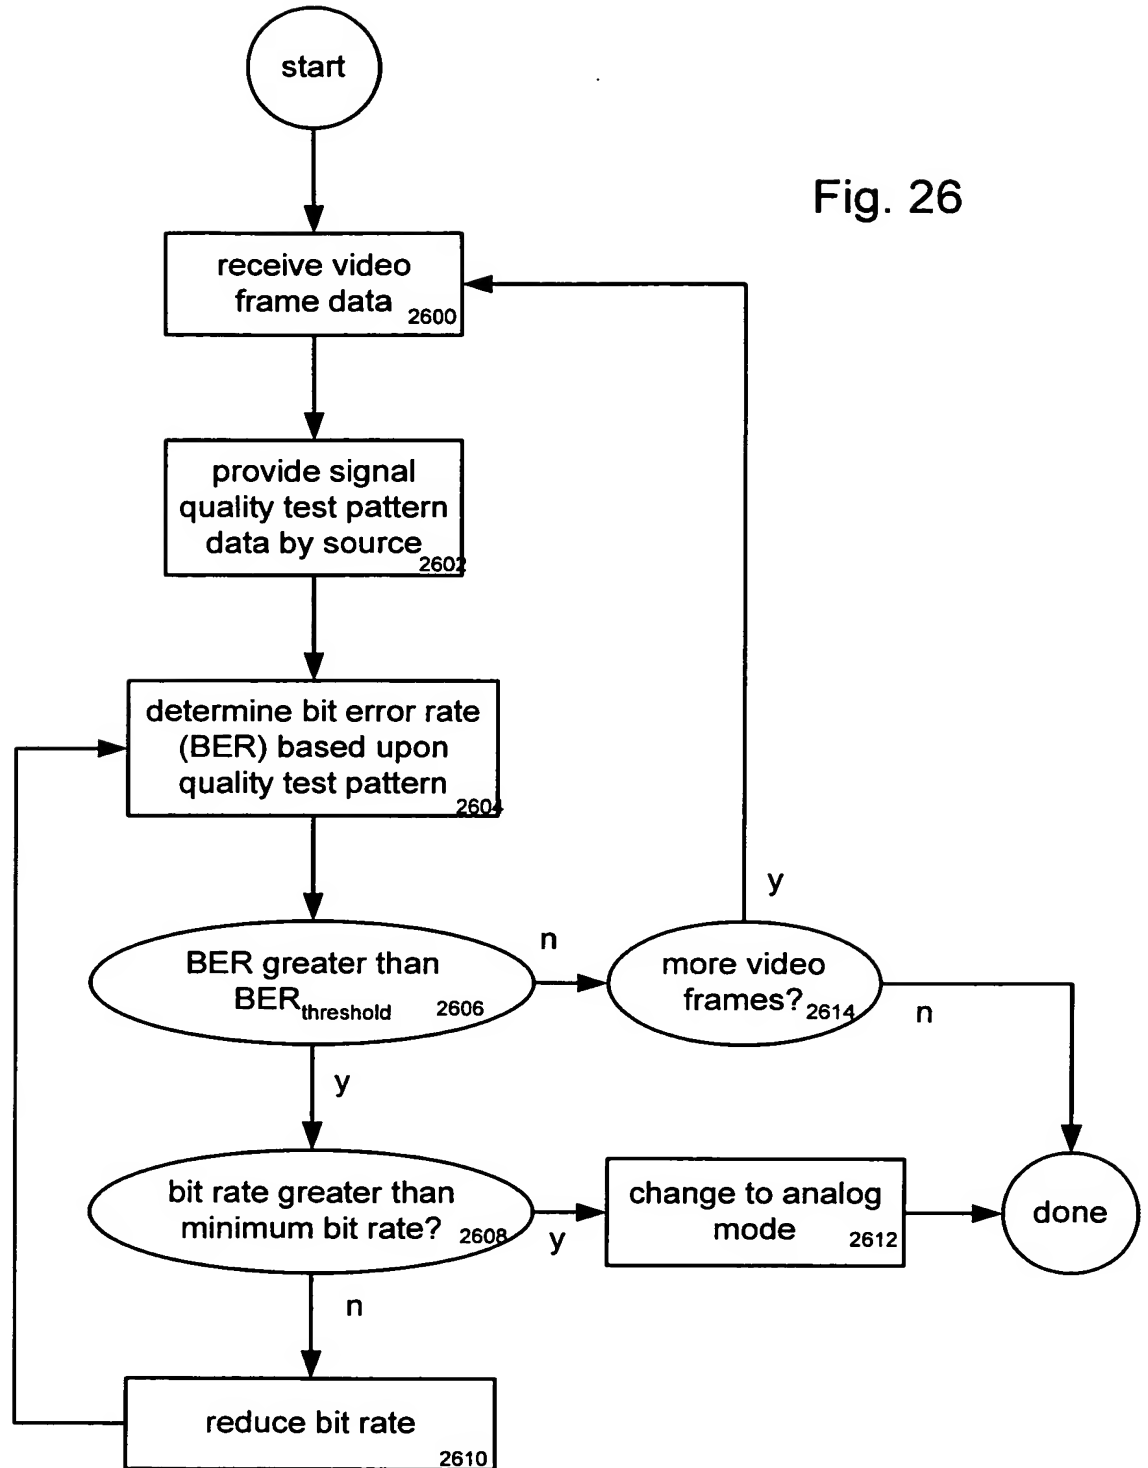 start
Fig. 26
receive video
frame data
2600
provide signal
quality test pattern
data by source
2602
determine bit error rate
(BER) based upon
quality test pattern
2604
y
n
BER greater than
BERthreshold
2606
more video
frames?
2614
n
y
bit rate greater than
minimum bit rate?
2608
y
change to analog
mode
2612
done
n
reduce bit rate
2610